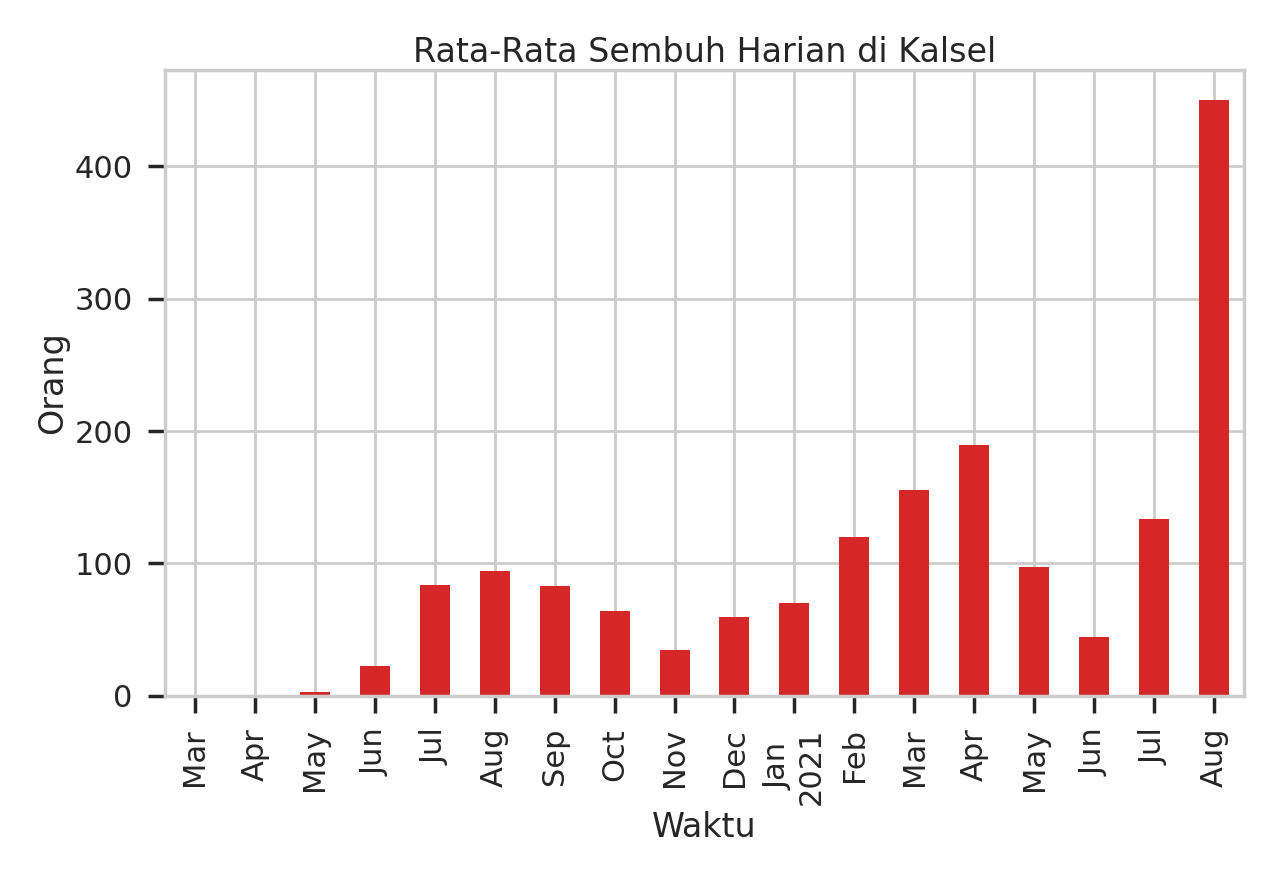 Rata-Rata Sembuh Harian di Kalsel
Orang
400
300
200
100
0
Mar
Apr
May
Jun
Jul
Aug
Sep
Oct
Nov
Dec
Jan
2021
Feb
Mar
Apr
May
Jun
Jul
Aug
Waktu